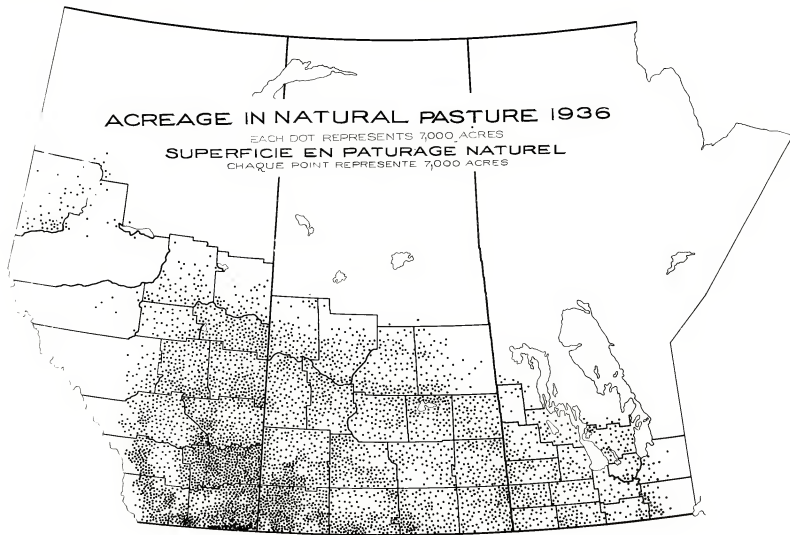 ACREAGE IN NATURAL PASTURE 1936
EACH DOT REPRESENTS 7,000 ACRES
SUPERFICIE EN PATURAGE NATUREL
CHAQUE POINT REPRESENTE 7,000 ACRES